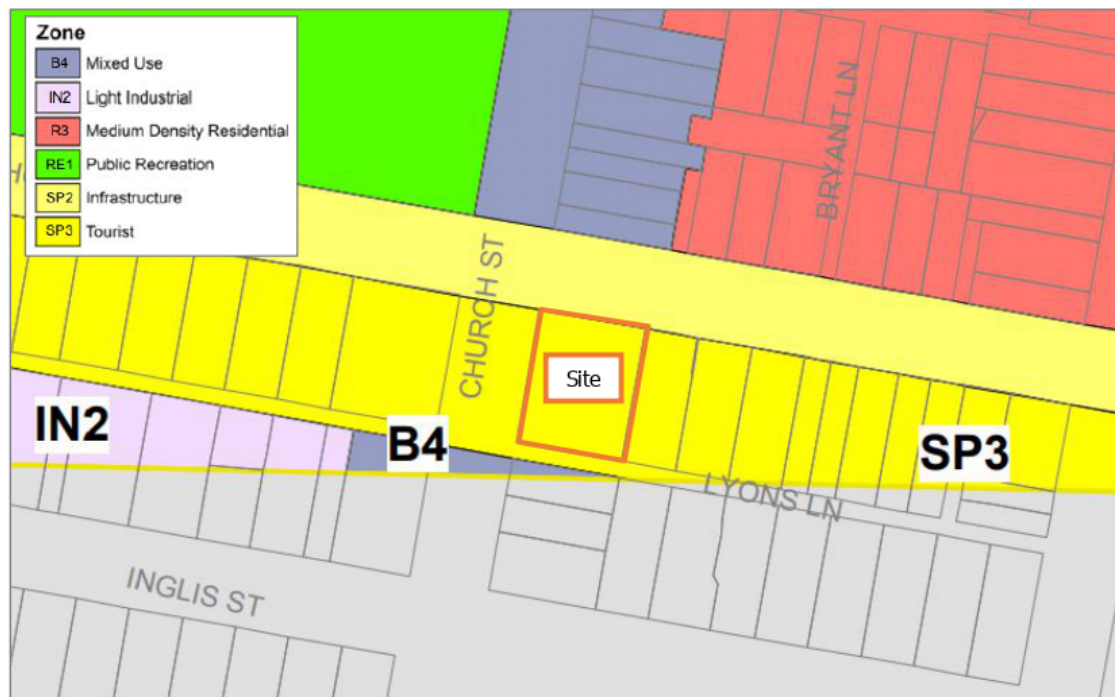 Zone
B4 Mixed Use
IN2 Light Industrial
R3 Medium Density Residential
RE1 Public Recreation
SP2 Infrastructure
SP3 Tourist
BRYANT LN
CHURCH ST
Site
IN2
B4
SP3
LYONS LN
INGLIS ST